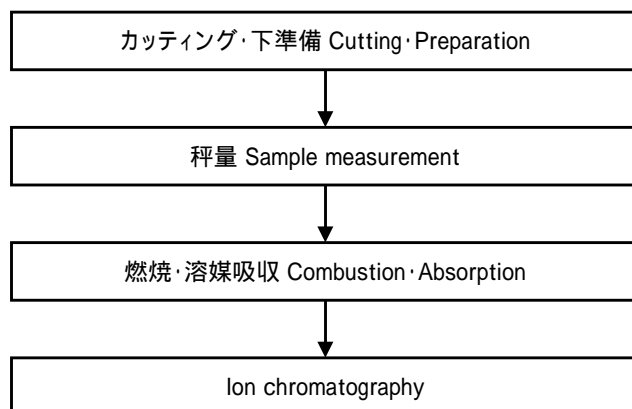 カッティング･下準備 Cutting･Preparation
秤量 Sample measurement
燃焼･溶媒吸収 Combustion･Absorption
Ion chromatography